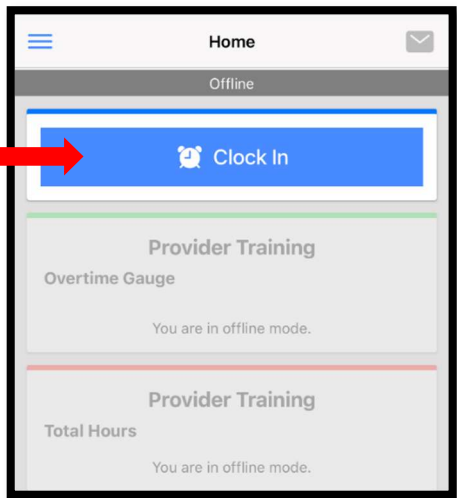 Home
Offline
Clock In
Provider Training
Overtime Gauge
You are in offline mode.
Provider Training
Total Hours
You are in offline mode.